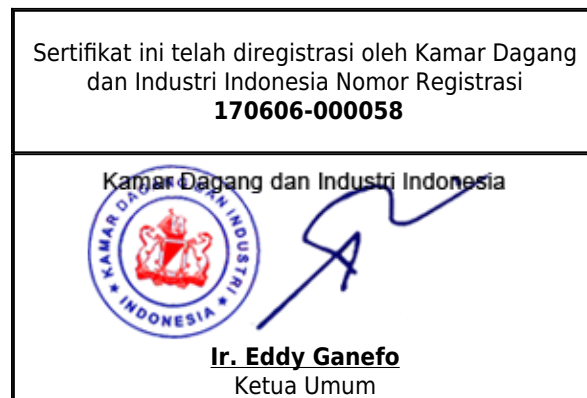 Sertifikat ini telah diregistrasi oleh Kamar Dagang
dan Industri Indonesia Nomor Registrasi
170606-000058
Kamar Dagang dan Industri Indonesia
KAMAR DAGANG DAN INDUSTRI
INDONESIA
Ir. Eddy Ganefo
Ketua Umum